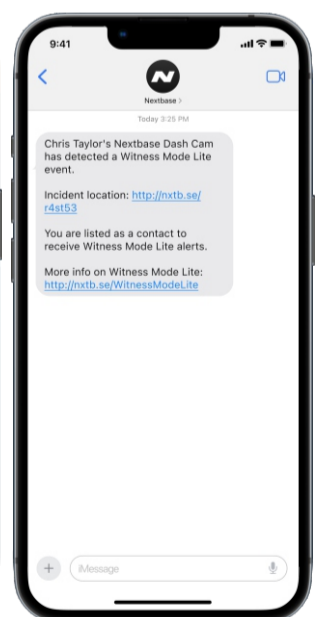 9:41
Nextbase >
Today 3:25 PM
Chris Taylor's Nextbase Dash Cam
has detected a Witness Mode Lite
event.
Incident location: http://nxtb.se/
r4st53
You are listed as a contact to
receive Witness Mode Lite alerts.
More info on Witness Mode Lite:
http://nxtb.se/WitnessModeLite
iMessage